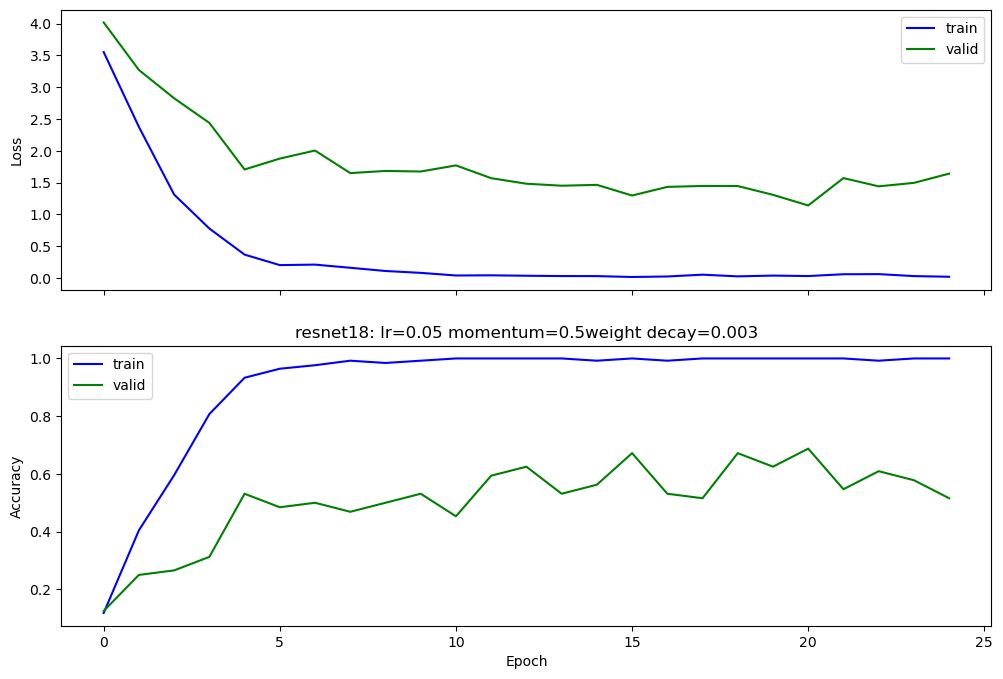 4.0
3.5
3.0
2.5
2.0
1.5
1.0
0.5
0.0
Loss
train
valid
resnet18: lr=0.05 momentum=0.5weight decay=0.003
1.0
0.8
0.6
0.4
0.2
Accuracy
train
valid
0 5 10 15 20 25
Epoch